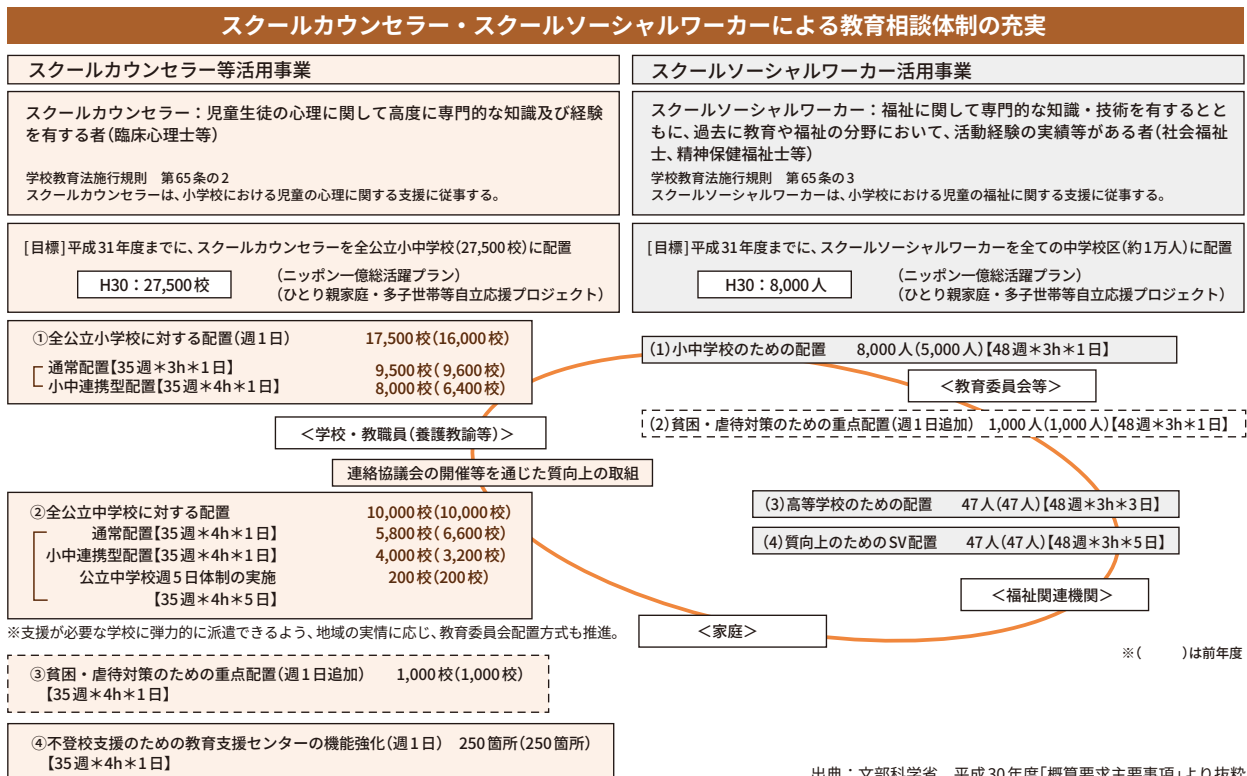 スクールカウンセラー・スクールソーシャルワーカーによる教育相談体制の充実
スクールカウンセラー等活用事業
スクールカウンセラー：児童生徒の心理に関して高度に専門的な知識及び経験
を有する者（臨床心理士等）
学校教育法施行規則　第65条の2
スクールカウンセラーは、小学校における児童の心理に関する支援に従事する。
［目標］平成31年度までに、スクールカウンセラーを全公立小中学校（27,500校）に配置
H30：27,500校
（ニッポン一億総活躍プラン）
（ひとり親家庭・多子世帯等自立応援プロジェクト）
スクールソーシャルワーカー活用事業
スクールソーシャルワーカー：福祉に関して専門的な知識・技術を有するとと
もに、過去に教育や福祉の分野において、活動経験の実績等がある者（社会福祉
士、精神保健福祉士等）
学校教育法施行規則　第65条の3
スクールソーシャルワーカーは、小学校における児童の福祉に関する支援に従事する。
［目標］平成31年度までに、スクールソーシャルワーカーを全ての中学校区（約1万人）に配置
H30：8,000人
（ニッポン一億総活躍プラン）
（ひとり親家庭・多子世帯等自立応援プロジェクト）
①全公立小学校に対する配置（週1日）　17,500校（16,000校）
通常配置【35週＊3h＊1日】　9,500校（ 9,600校）
小中連携型配置【35週＊4h＊1日】　8,000校（ 6,400校）
＜学校・教職員（養護教諭等）＞
連絡協議会の開催等を通じた質向上の取組
②全公立中学校に対する配置　10,000校（10,000校）
通常配置【35週＊4h＊1日】　5,800校（ 6,600校）
小中連携型配置【35週＊4h＊1日】　4,000校（ 3,200校）
公立中学校週5日体制の実施　200校（200校）
【35週＊4h＊5日】
※支援が必要な学校に弾力的に派遣できるよう、地域の実情に応じ、教育委員会配置方式も推進。
③貧困・虐待対策のための重点配置（週1日追加）　1,000校（1,000校）
【35週＊4h＊1日】
④不登校支援のための教育支援センターの機能強化（週1日）　250箇所（250箇所）
【35週＊4h＊1日】
（1）小中学校のための配置　8,000人（5,000人）【48週＊3h＊1日】
＜教育委員会等＞
（2）貧困・虐待対策のための重点配置（週1日追加）　1,000人（1,000人）【48週＊3h＊1日】
（3）高等学校のための配置　47人（47人）【48週＊3h＊3日】
（4）質向上のためのSV配置　47人（47人）【48週＊3h＊5日】
＜福祉関連機関＞
＜家庭＞
※（　　）は前年度
出典：文部科学省　平成30年度「概算要求主要事項」より抜粋